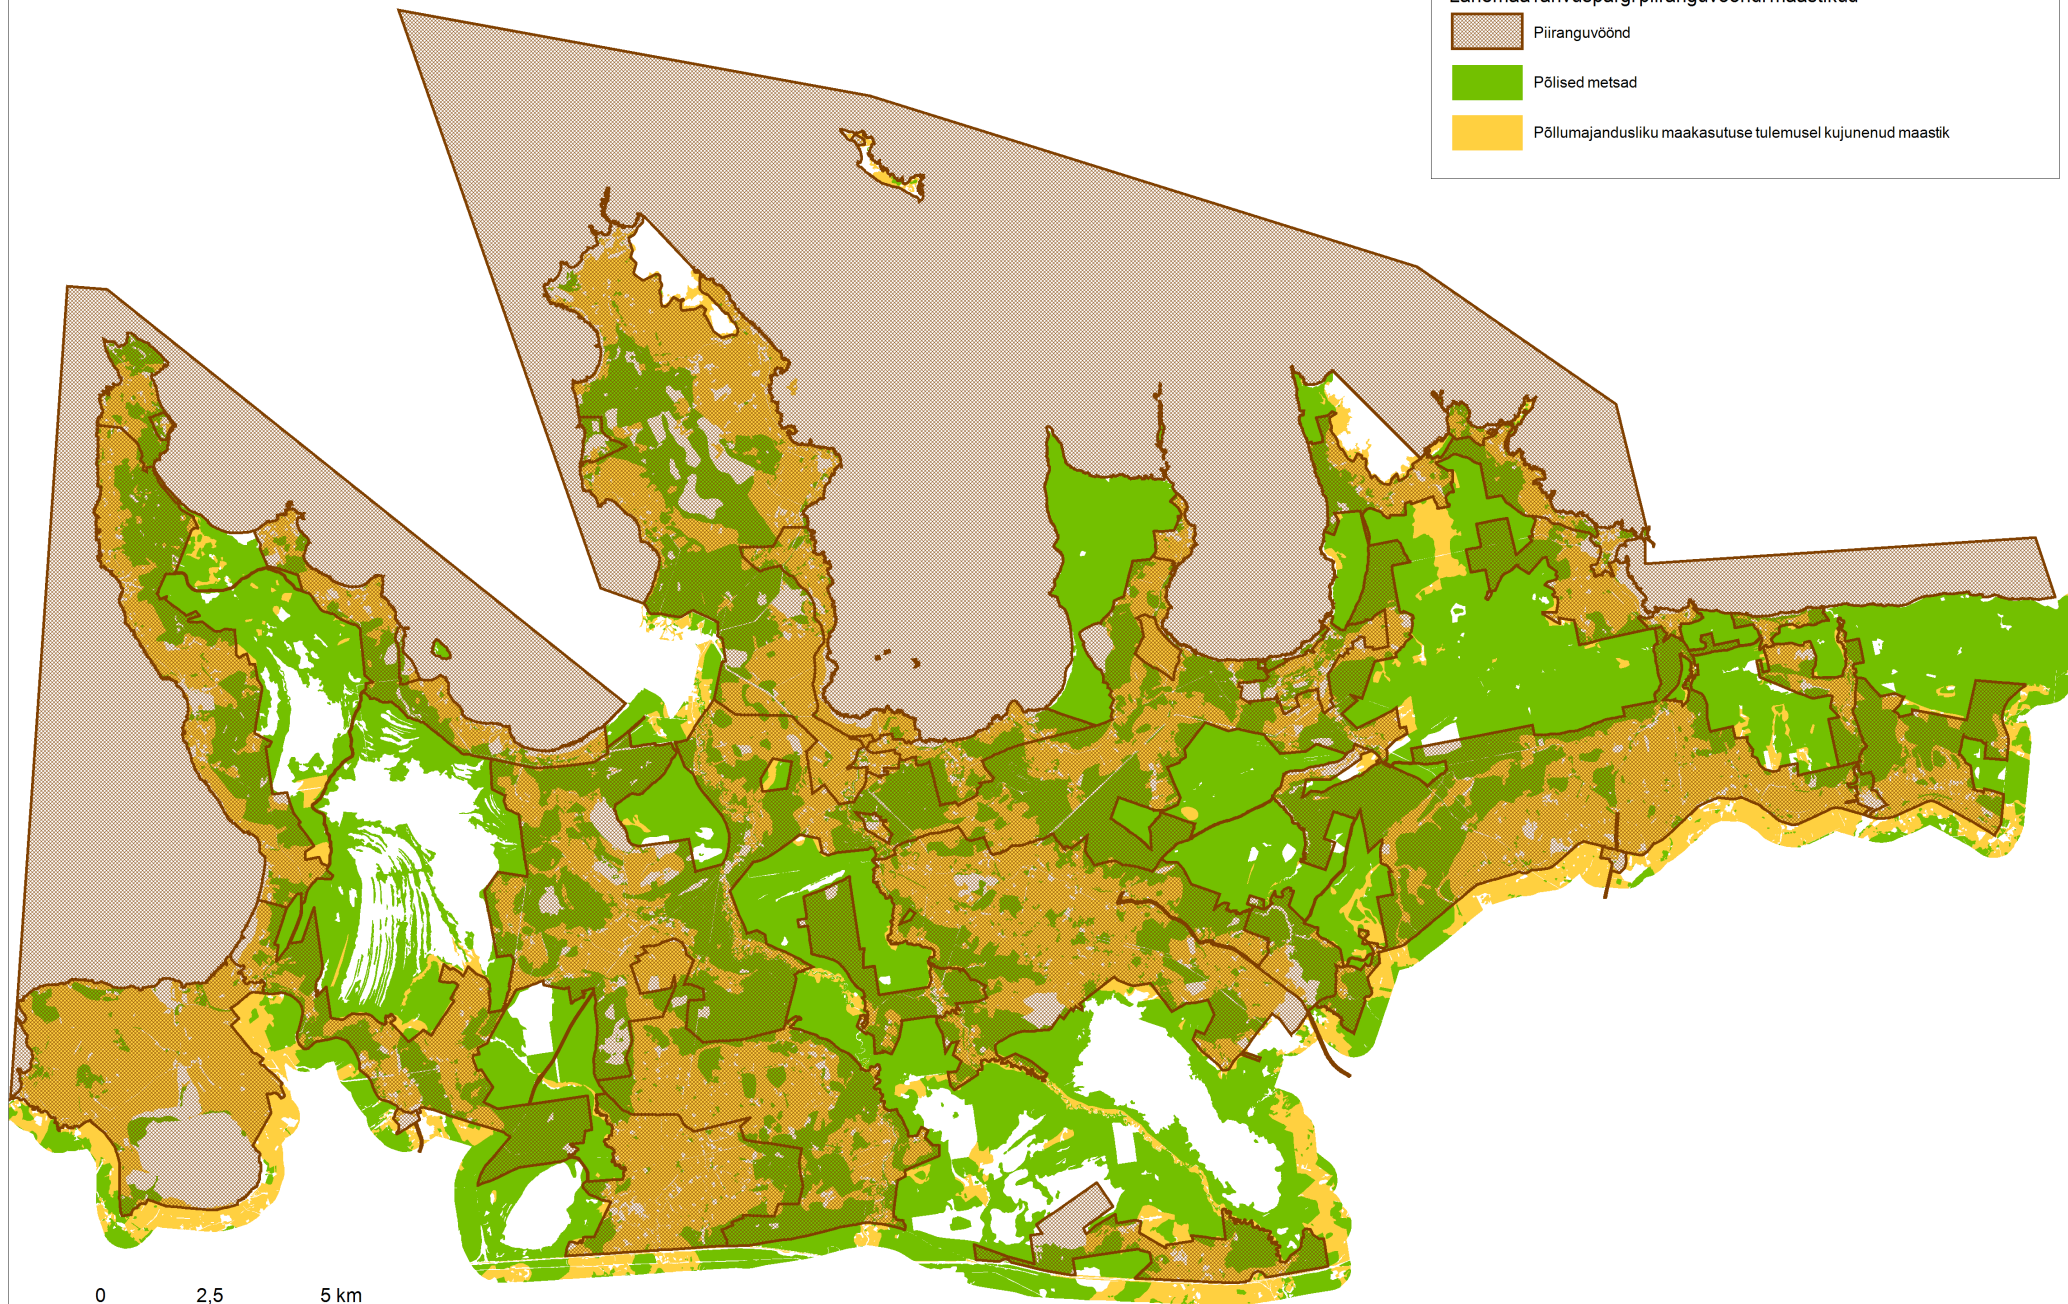 Piiranguvöönd
Põlised metsad
Põllumajandusliku maakasutuse tulemusel kujunenud maastik
0 2,5 5 km